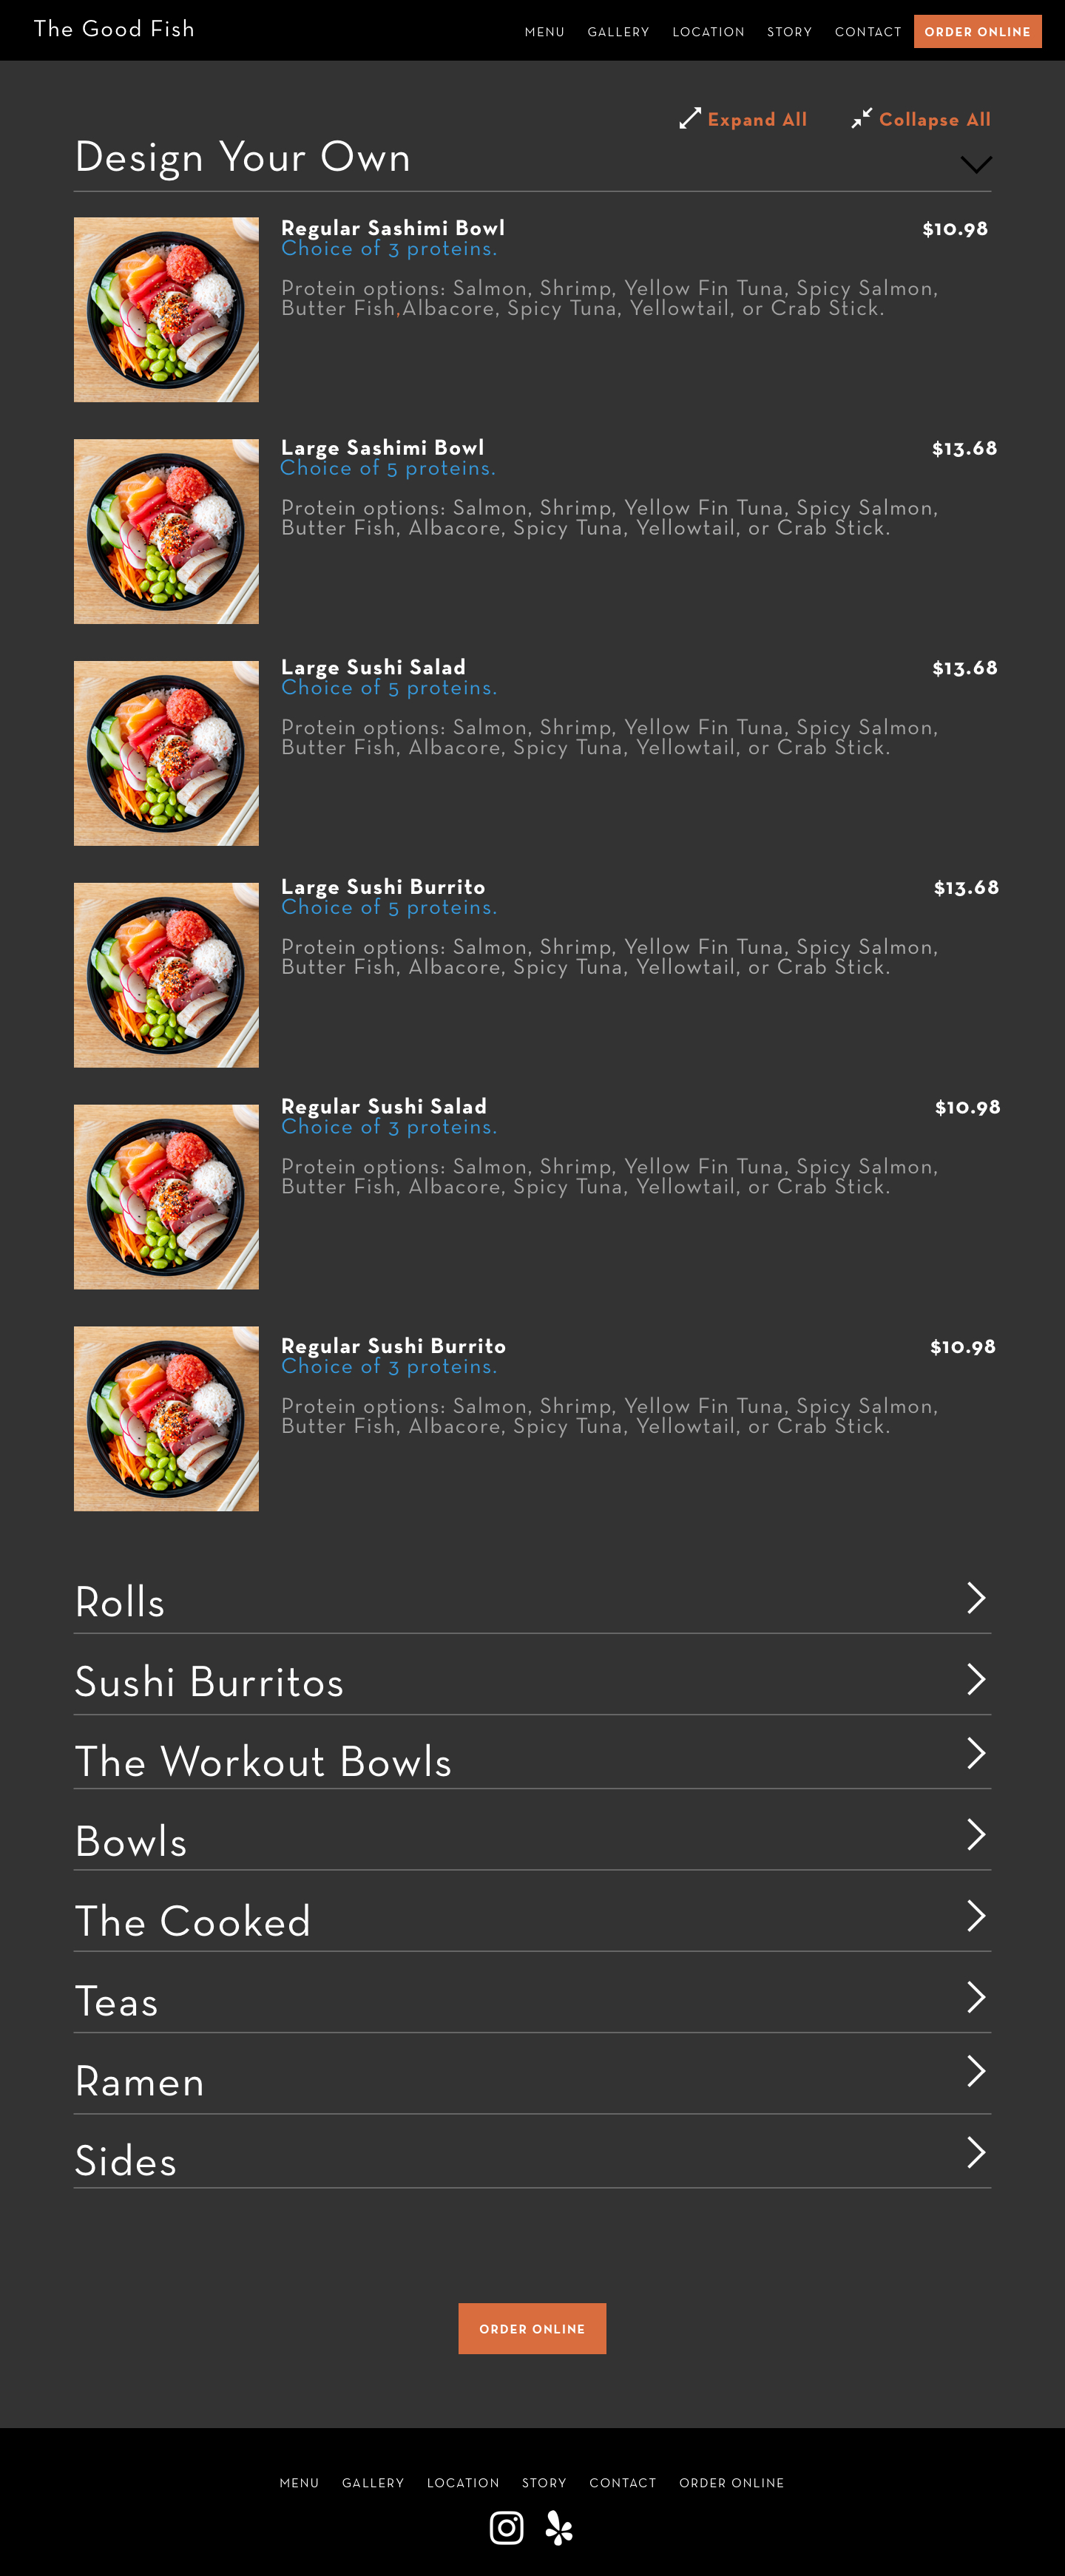 The Good Fish
MENU GALLERY LOCATION STORY CONTACT ORDER ONLINE
Expand All Collapse All
Design Your Own
Regular Sashimi Bowl $10.98
Choice of 3 proteins.
Protein options: Salmon, Shrimp, Yellow Fin Tuna, Spicy Salmon,
Butter Fish,Albacore, Spicy Tuna, Yellowtail, or Crab Stick.
Large Sashimi Bowl $13.68
Choice of 5 proteins.
Protein options: Salmon, Shrimp, Yellow Fin Tuna, Spicy Salmon,
Butter Fish, Albacore, Spicy Tuna, Yellowtail, or Crab Stick.
Large Sushi Salad $13.68
Choice of 5 proteins.
Protein options: Salmon, Shrimp, Yellow Fin Tuna, Spicy Salmon,
Butter Fish, Albacore, Spicy Tuna, Yellowtail, or Crab Stick.
Large Sushi Burrito $13.68
Choice of 5 proteins.
Protein options: Salmon, Shrimp, Yellow Fin Tuna, Spicy Salmon,
Butter Fish, Albacore, Spicy Tuna, Yellowtail, or Crab Stick.
Regular Sushi Salad $10.98
Choice of 3 proteins.
Protein options: Salmon, Shrimp, Yellow Fin Tuna, Spicy Salmon,
Butter Fish, Albacore, Spicy Tuna, Yellowtail, or Crab Stick.
Regular Sushi Burrito $10.98
Choice of 3 proteins.
Protein options: Salmon, Shrimp, Yellow Fin Tuna, Spicy Salmon,
Butter Fish, Albacore, Spicy Tuna, Yellowtail, or Crab Stick.
Rolls
Sushi Burritos
The Workout Bowls
Bowls
The Cooked
Teas
Ramen
Sides
ORDER ONLINE
MENU GALLERY LOCATION STORY CONTACT ORDER ONLINE